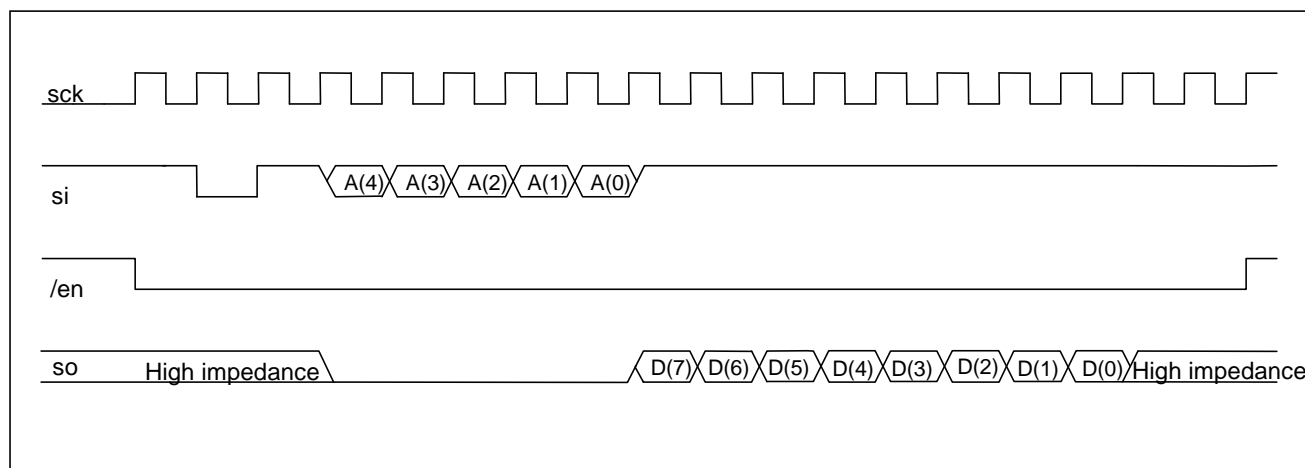 sck
si
A(4) A(3) A(2) A(1) A(0)
/en
so
High impedance
D(7) D(6) D(5) D(4) D(3) D(2) D(1) D(0)
High impedance